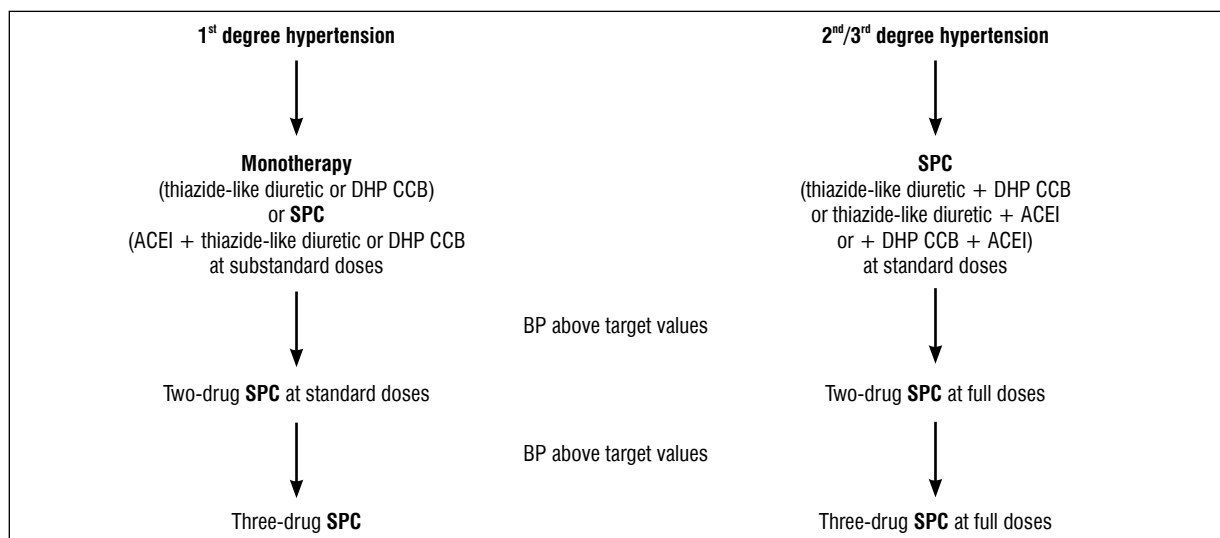 1st degree hypertension
2nd/3rd degree hypertension
Monotherapy
(thiazide-like diuretic or DHP CCB)
or SPC
(ACEI + thiazide-like diuretic or DHP CCB
at substandard doses
SPC
(thiazide-like diuretic + DHP CCB
or thiazide-like diuretic + ACEI
or + DHP CCB + ACEI)
at standard doses
BP above target values
Two-drug SPC at standard doses
Two-drug SPC at full doses
BP above target values
Three-drug SPC
Three-drug SPC at full doses